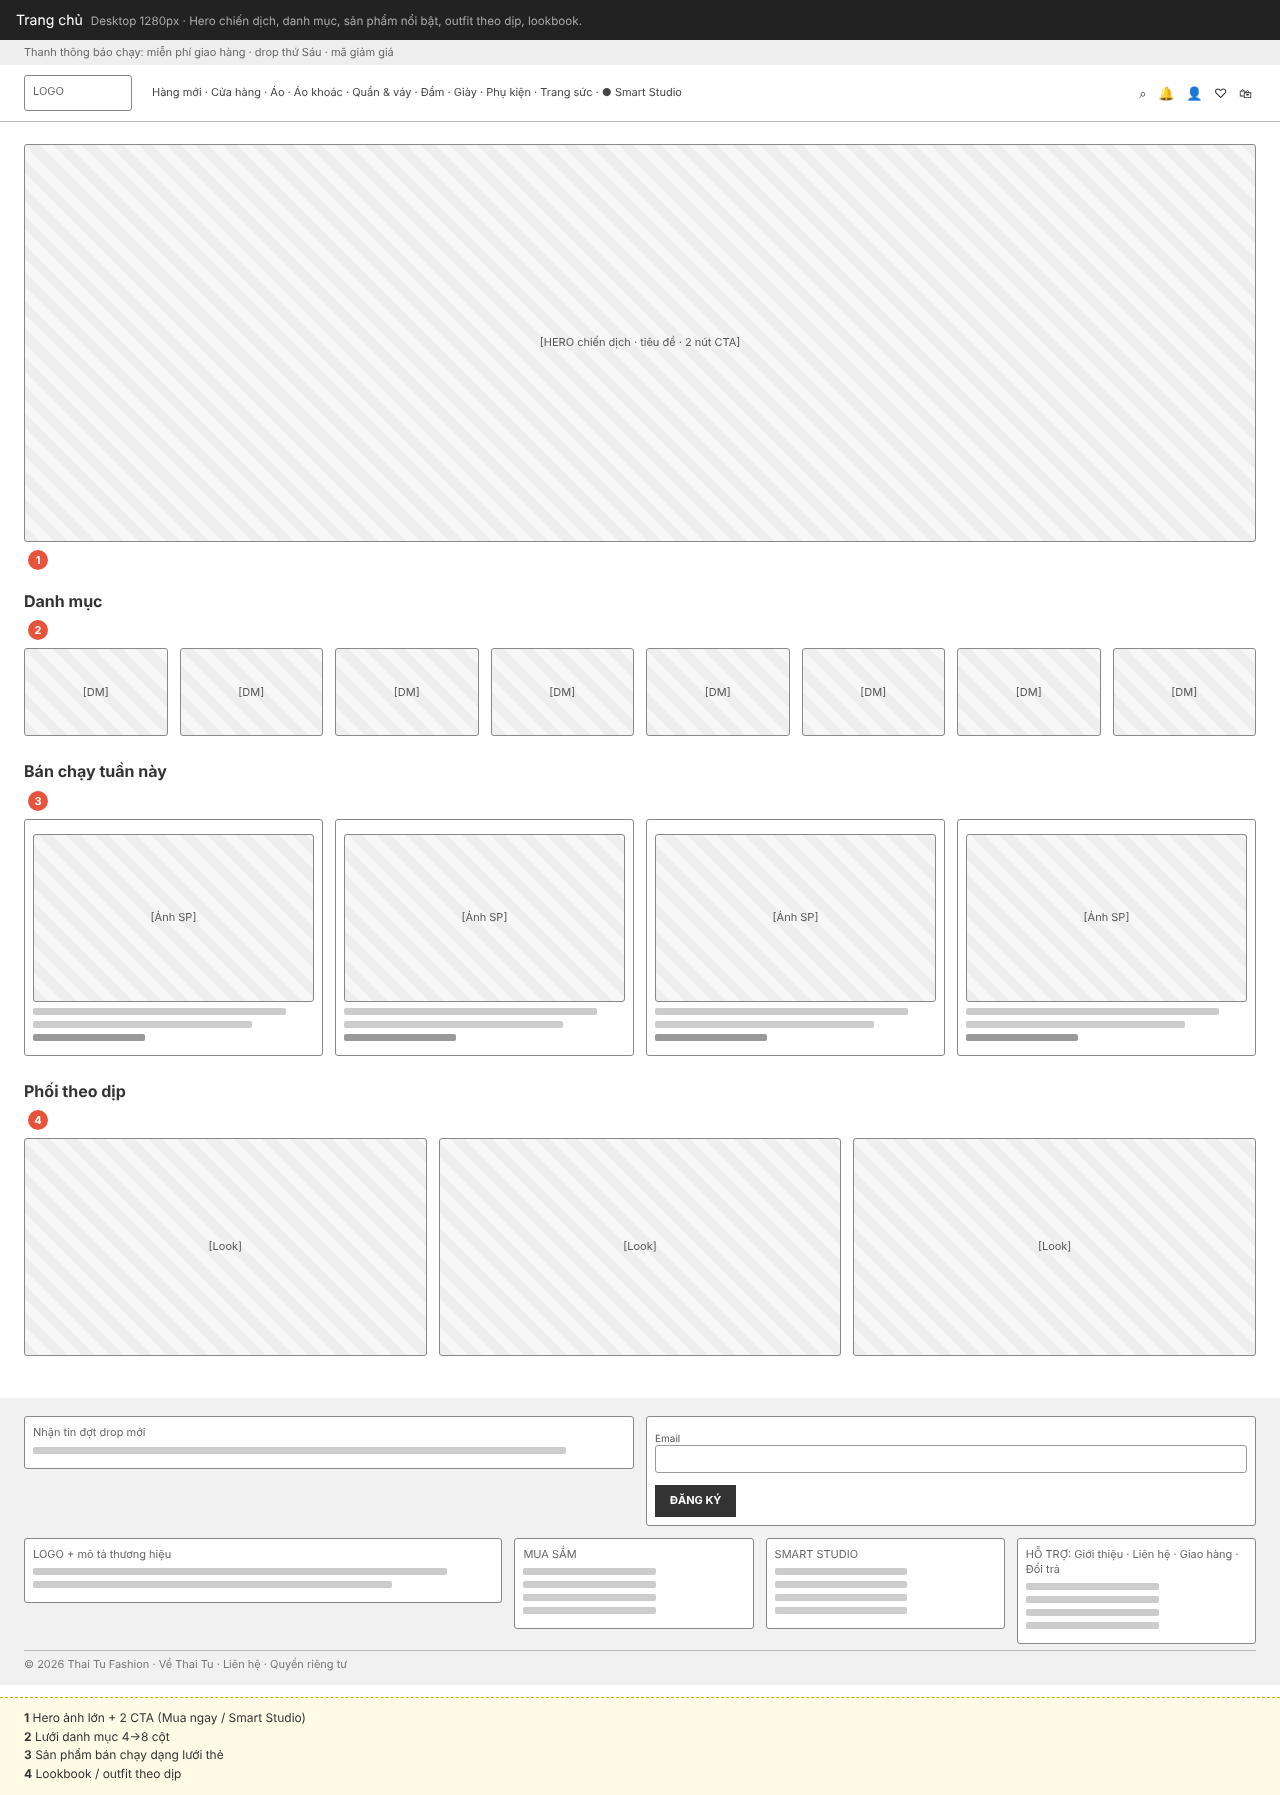 Trang chủ Desktop 1280px · Hero chiến dịch, danh mục, sản phẩm nổi bật, outfit theo dịp, lookbook.
Thanh thông báo chạy: miễn phí giao hàng · drop thứ Sáu · mã giảm giá
LOGO
Hàng mới · Cửa hàng · Áo · Áo khoác · Quần & váy · Đầm · Giày · Phụ kiện · Trang sức · ● Smart Studio
[HERO chiến dịch · tiêu đề · 2 nút CTA]
1
Danh mục
2
[DM] [DM] [DM] [DM] [DM] [DM] [DM] [DM]
Bán chạy tuần này
3
[Ảnh SP] [Ảnh SP] [Ảnh SP] [Ảnh SP]
Phối theo dịp
4
[Look] [Look] [Look]
Nhận tin đợt drop mới
Email
ĐĂNG KÝ
LOGO + mô tả thương hiệu
MUA SẮM
SMART STUDIO
HỖ TRỢ: Giới thiệu · Liên hệ · Giao hàng ·
Đổi trả
© 2026 Thai Tu Fashion · Về Thai Tu · Liên hệ · Quyền riêng tư
1 Hero ảnh lớn + 2 CTA (Mua ngay / Smart Studio)
2 Lưới danh mục 4→8 cột
3 Sản phẩm bán chạy dạng lưới thẻ
4 Lookbook / outfit theo dịp